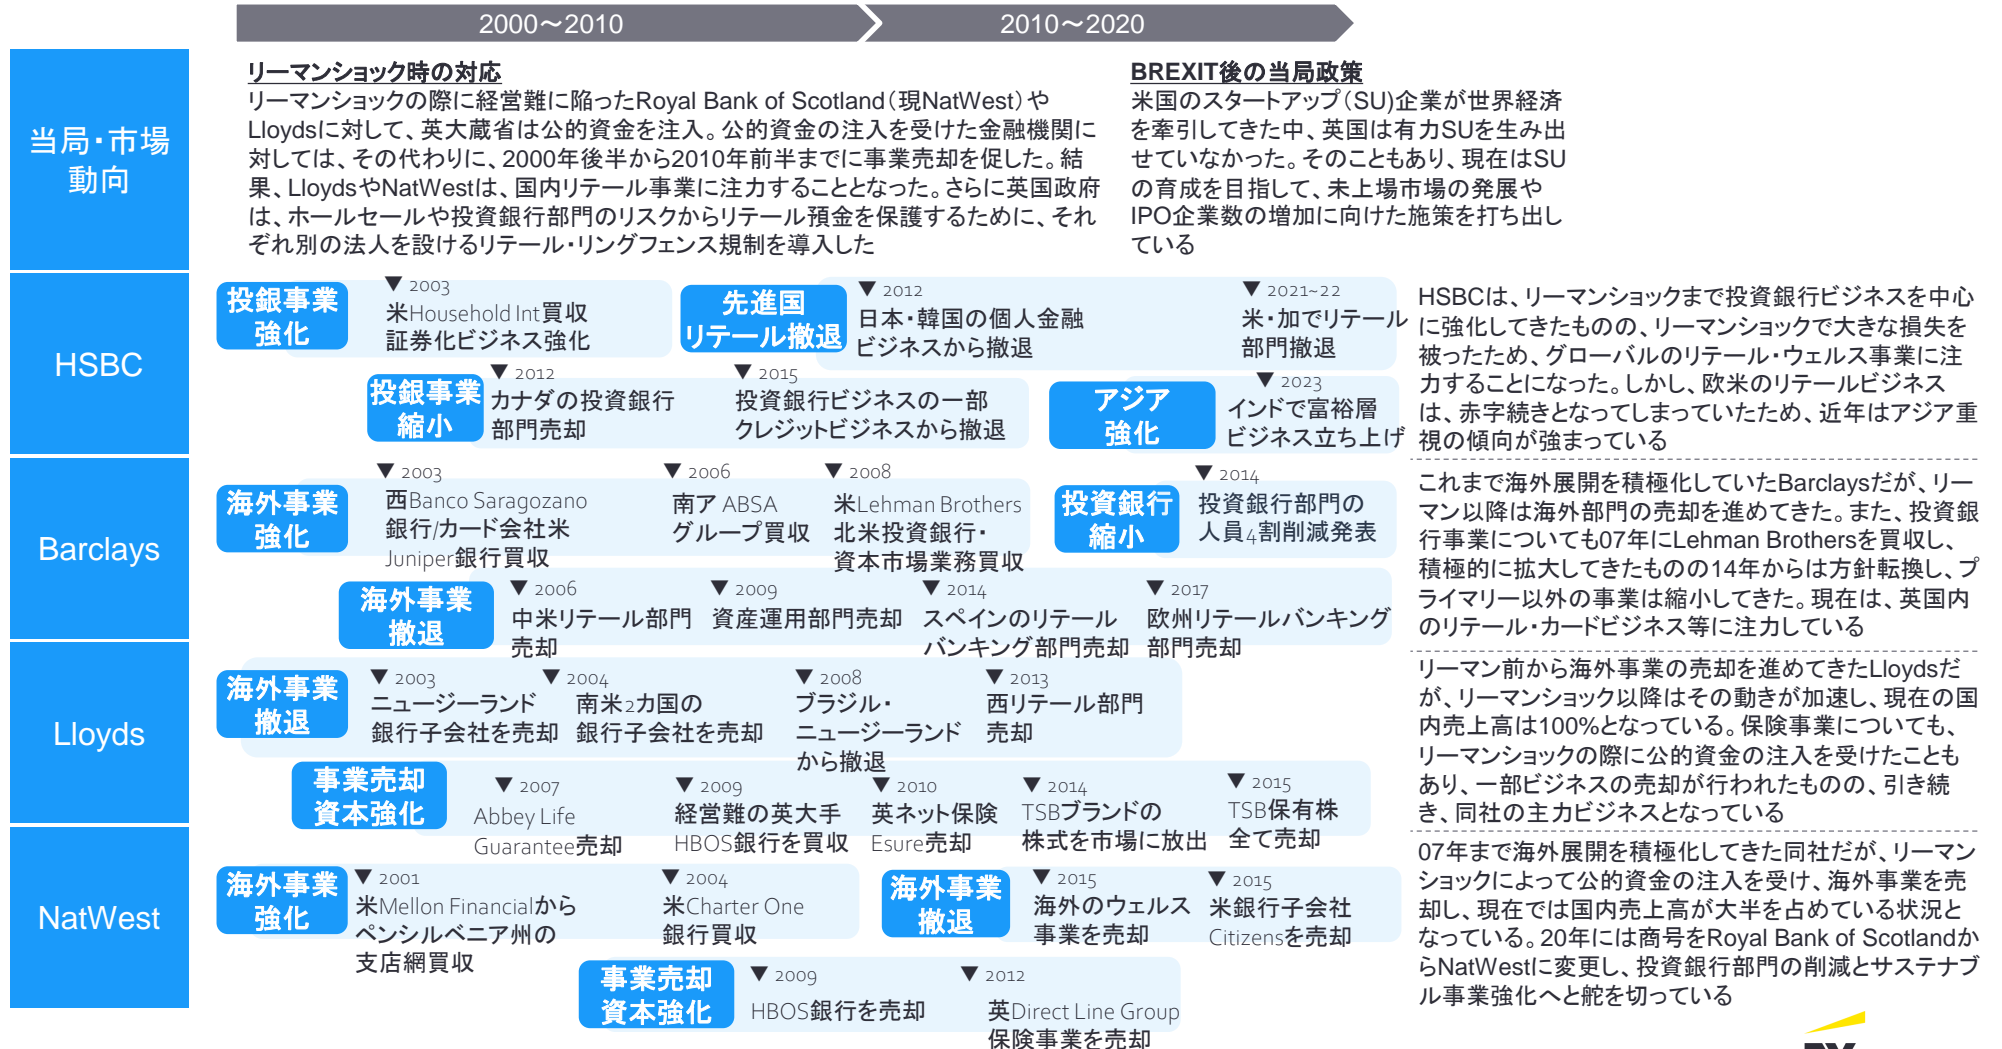 2000～2010
2010～2020
当局・市場
動向
リーマンショック時の対応
リーマンショックの際に経営難に陥ったRoyal Bank of Scotland（現NatWest）や
Lloydsに対して、英大蔵省は公的資金を注入。公的資金の注入を受けた金融機関に
対しては、その代わりに、2000年後半から2010年前半までに事業売却を促した。結
果、LloydsやNatWestは、国内リテール事業に注力することとなった。さらに英国政府
は、ホールセールや投資銀行部門のリスクからリテール預金を保護するために、それ
ぞれ別の法人を設けるリテール・リングフェンス規制を導入した
BREXIT後の当局政策
米国のスタートアップ（SU)企業が世界経済
を牽引してきた中、英国は有力SUを生み出
せていなかった。そのこともあり、現在はSU
の育成を目指して、未上場市場の発展や
IPO企業数の増加に向けた施策を打ち出し
ている
HSBC
投銀事業
強化
▼ 2003
米Household Int買収
証券化ビジネス強化
先進国
リテール撤退
▼ 2012
日本・韓国の個人金融
ビジネスから撤退
▼ 2021~22
米・加でリテール
部門撤退
投銀事業
縮小
▼ 2012
カナダの投資銀行
部門売却
▼ 2015
投資銀行ビジネスの一部
クレジットビジネスから撤退
アジア
強化
▼ 2023
インドで富裕層
ビジネス立ち上げ
HSBCは、リーマンショックまで投資銀行ビジネスを中心
に強化してきたものの、リーマンショックで大きな損失を
被ったため、グローバルのリテール・ウェルス事業に注
力することになった。しかし、欧米のリテールビジネス
は、赤字続きとなってしまっていたため、近年はアジア重
視の傾向が強まっている
Barclays
海外事業
強化
▼ 2003
西Banco Saragozano
銀行/カード会社米
Juniper銀行買収
▼ 2006
南ア ABSA
グループ買収
▼ 2008
米Lehman Brothers
北米投資銀行・
資本市場業務買収
投資銀行
縮小
▼ 2014
投資銀行部門の
人員4割削減発表
海外事業
撤退
▼ 2006
中米リテール部門
売却
▼ 2009
資産運用部門売却
▼ 2014
スペインのリテール
バンキング部門売却
▼ 2017
欧州リテールバンキング
部門売却
これまで海外展開を積極化していたBarclaysだが、リー
マン以降は海外部門の売却を進めてきた。また、投資銀
行事業についても07年にLehman Brothersを買収し、
積極的に拡大してきたものの14年からは方針転換し、プ
ライマリー以外の事業は縮小してきた。現在は、英国内
のリテール・カードビジネス等に注力している
Lloyds
海外事業
撤退
▼ 2003
ニュージーランド
銀行子会社を売却
▼ 2004
南米2カ国の
銀行子会社を売却
▼ 2008
ブラジル・
ニュージーランド
から撤退
▼ 2013
西リテール部門
売却
事業売却
資本強化
▼ 2007
Abbey Life
Guarantee売却
▼ 2009
経営難の英大手
HBOS銀行を買収
▼ 2010
英ネット保険
Esure売却
▼ 2014
TSBブランドの
株式を市場に放出
▼ 2015
TSB保有株
全て売却
リーマン前から海外事業の売却を進めてきたLloydsだ
が、リーマンショック以降はその動きが加速し、現在の国
内売上高は100%となっている。保険事業についても、
リーマンショックの際に公的資金の注入を受けたことも
あり、一部ビジネスの売却が行われたものの、引き続
き、同社の主力ビジネスとなっている
NatWest
海外事業
強化
▼ 2001
米Mellon Financialから
ペンシルベニア州の
支店網買収
▼ 2004
米Charter One
銀行買収
海外事業
撤退
▼ 2015
海外のウェルス
事業を売却
▼ 2015
米銀行子会社
Citizensを売却
事業売却
資本強化
▼ 2009
HBOS銀行を売却
▼ 2012
英Direct Line Group
保険事業を売却
07年まで海外展開を積極化してきた同社だが、リーマン
ショックによって公的資金の注入を受け、海外事業を売
却し、現在では国内売上高が大半を占めている状況と
なっている。20年には商号をRoyal Bank of Scotlandか
らNatWestに変更し、投資銀行部門の削減とサステナブ
ル事業強化へと舵を切っている